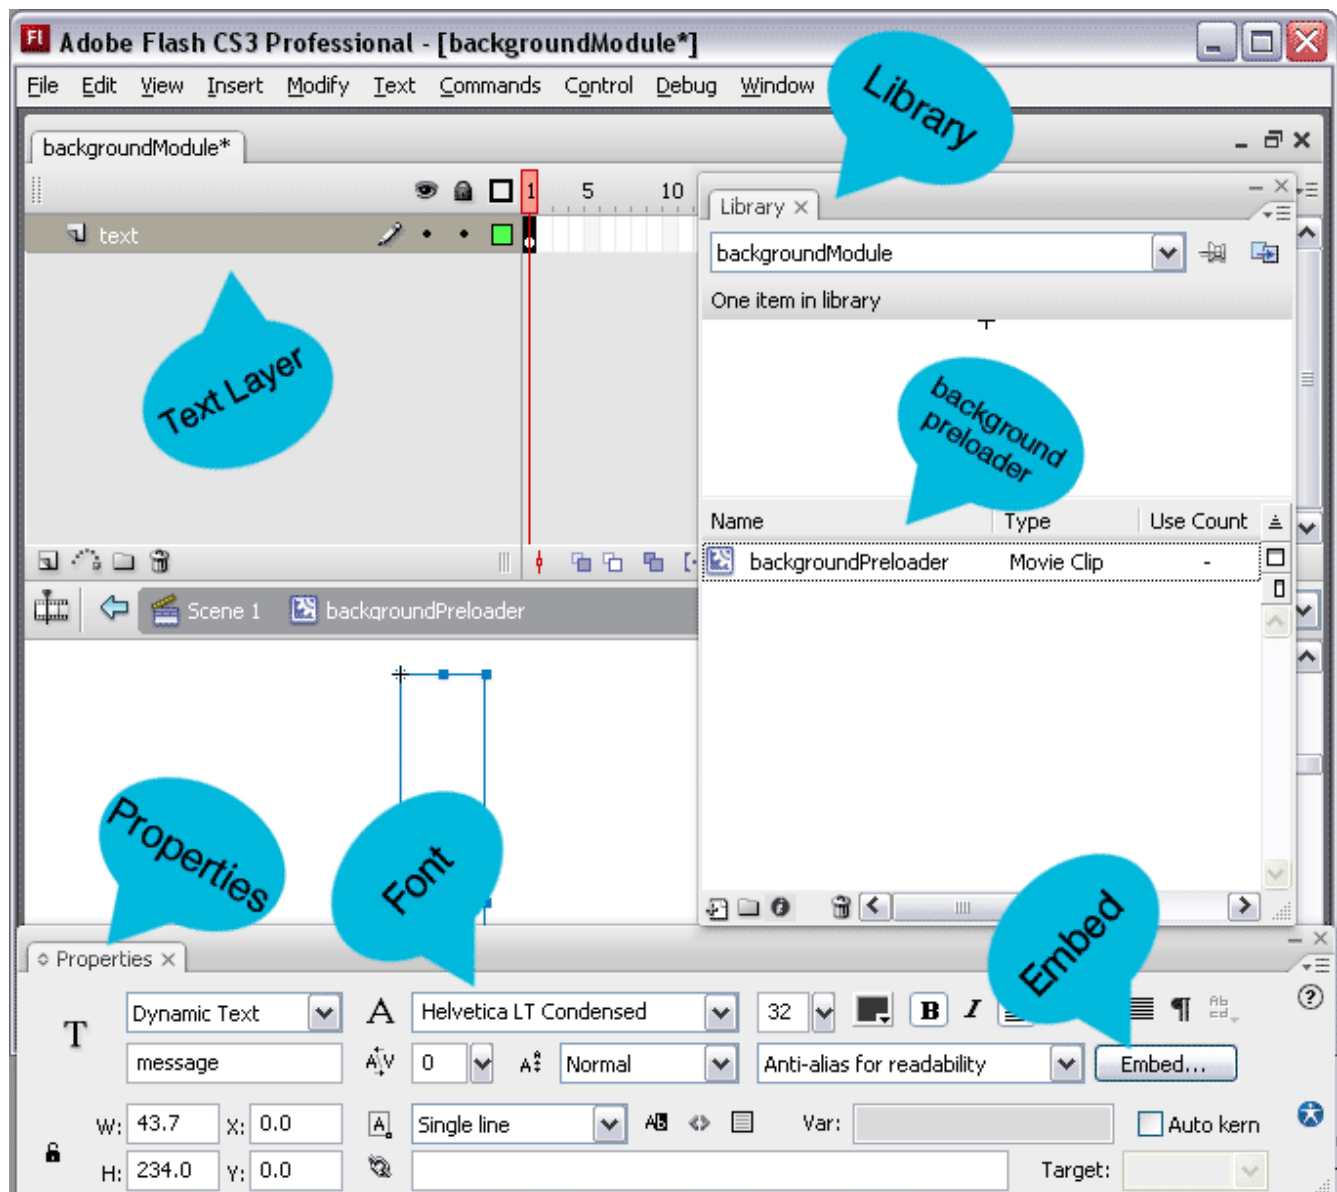 Fl Adobe Flash CS3 Professional - [backgroundModule*]
File Edit View Insert Modify Text Commands Control Debug Window
Library
backgroundModule*
1 5 10
Library
text
backgroundModule
One item in library
Text Layer
background
preloader
Name Type Use Count
backgroundPreloader Movie Clip -
Scene 1 backgroundPreloader
Properties
Font
Embed
Properties
T Dynamic Text A Helvetica LT Condensed 32 B I
message A V 0 A Normal Anti-alias for readability Embed...
W: 43.7 X: 0.0 A Single line AB Var: Auto kern
H: 234.0 Y: 0.0 Target: